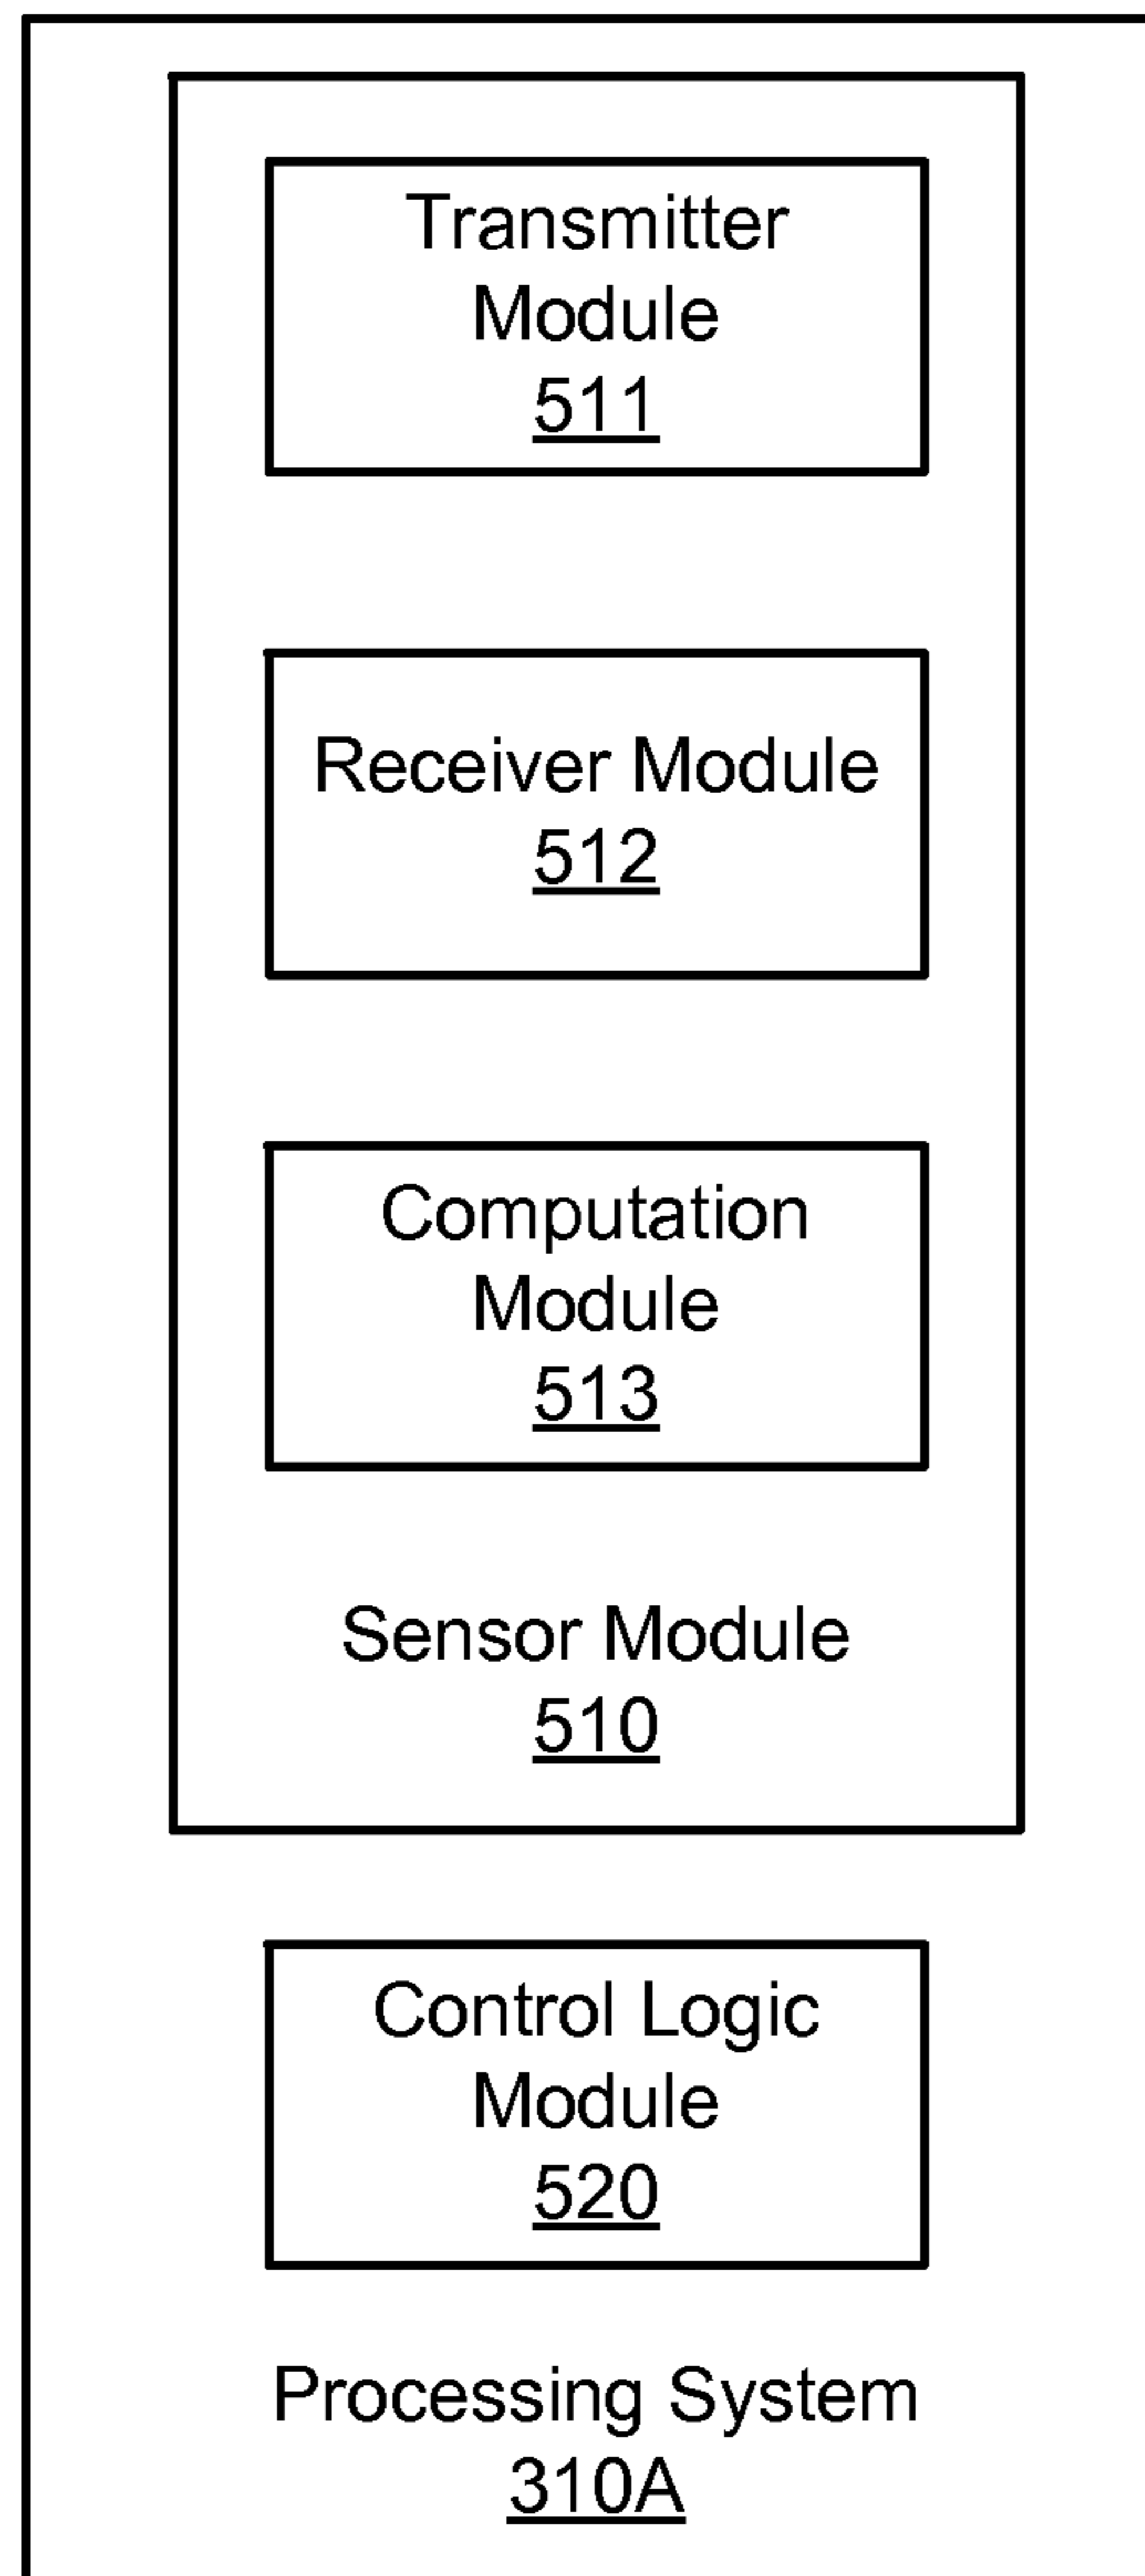 Transmitter
Module
511
Receiver Module
512
Computation
Module
513
Sensor Module
510
Control Logic
Module
520
Processing System
310A